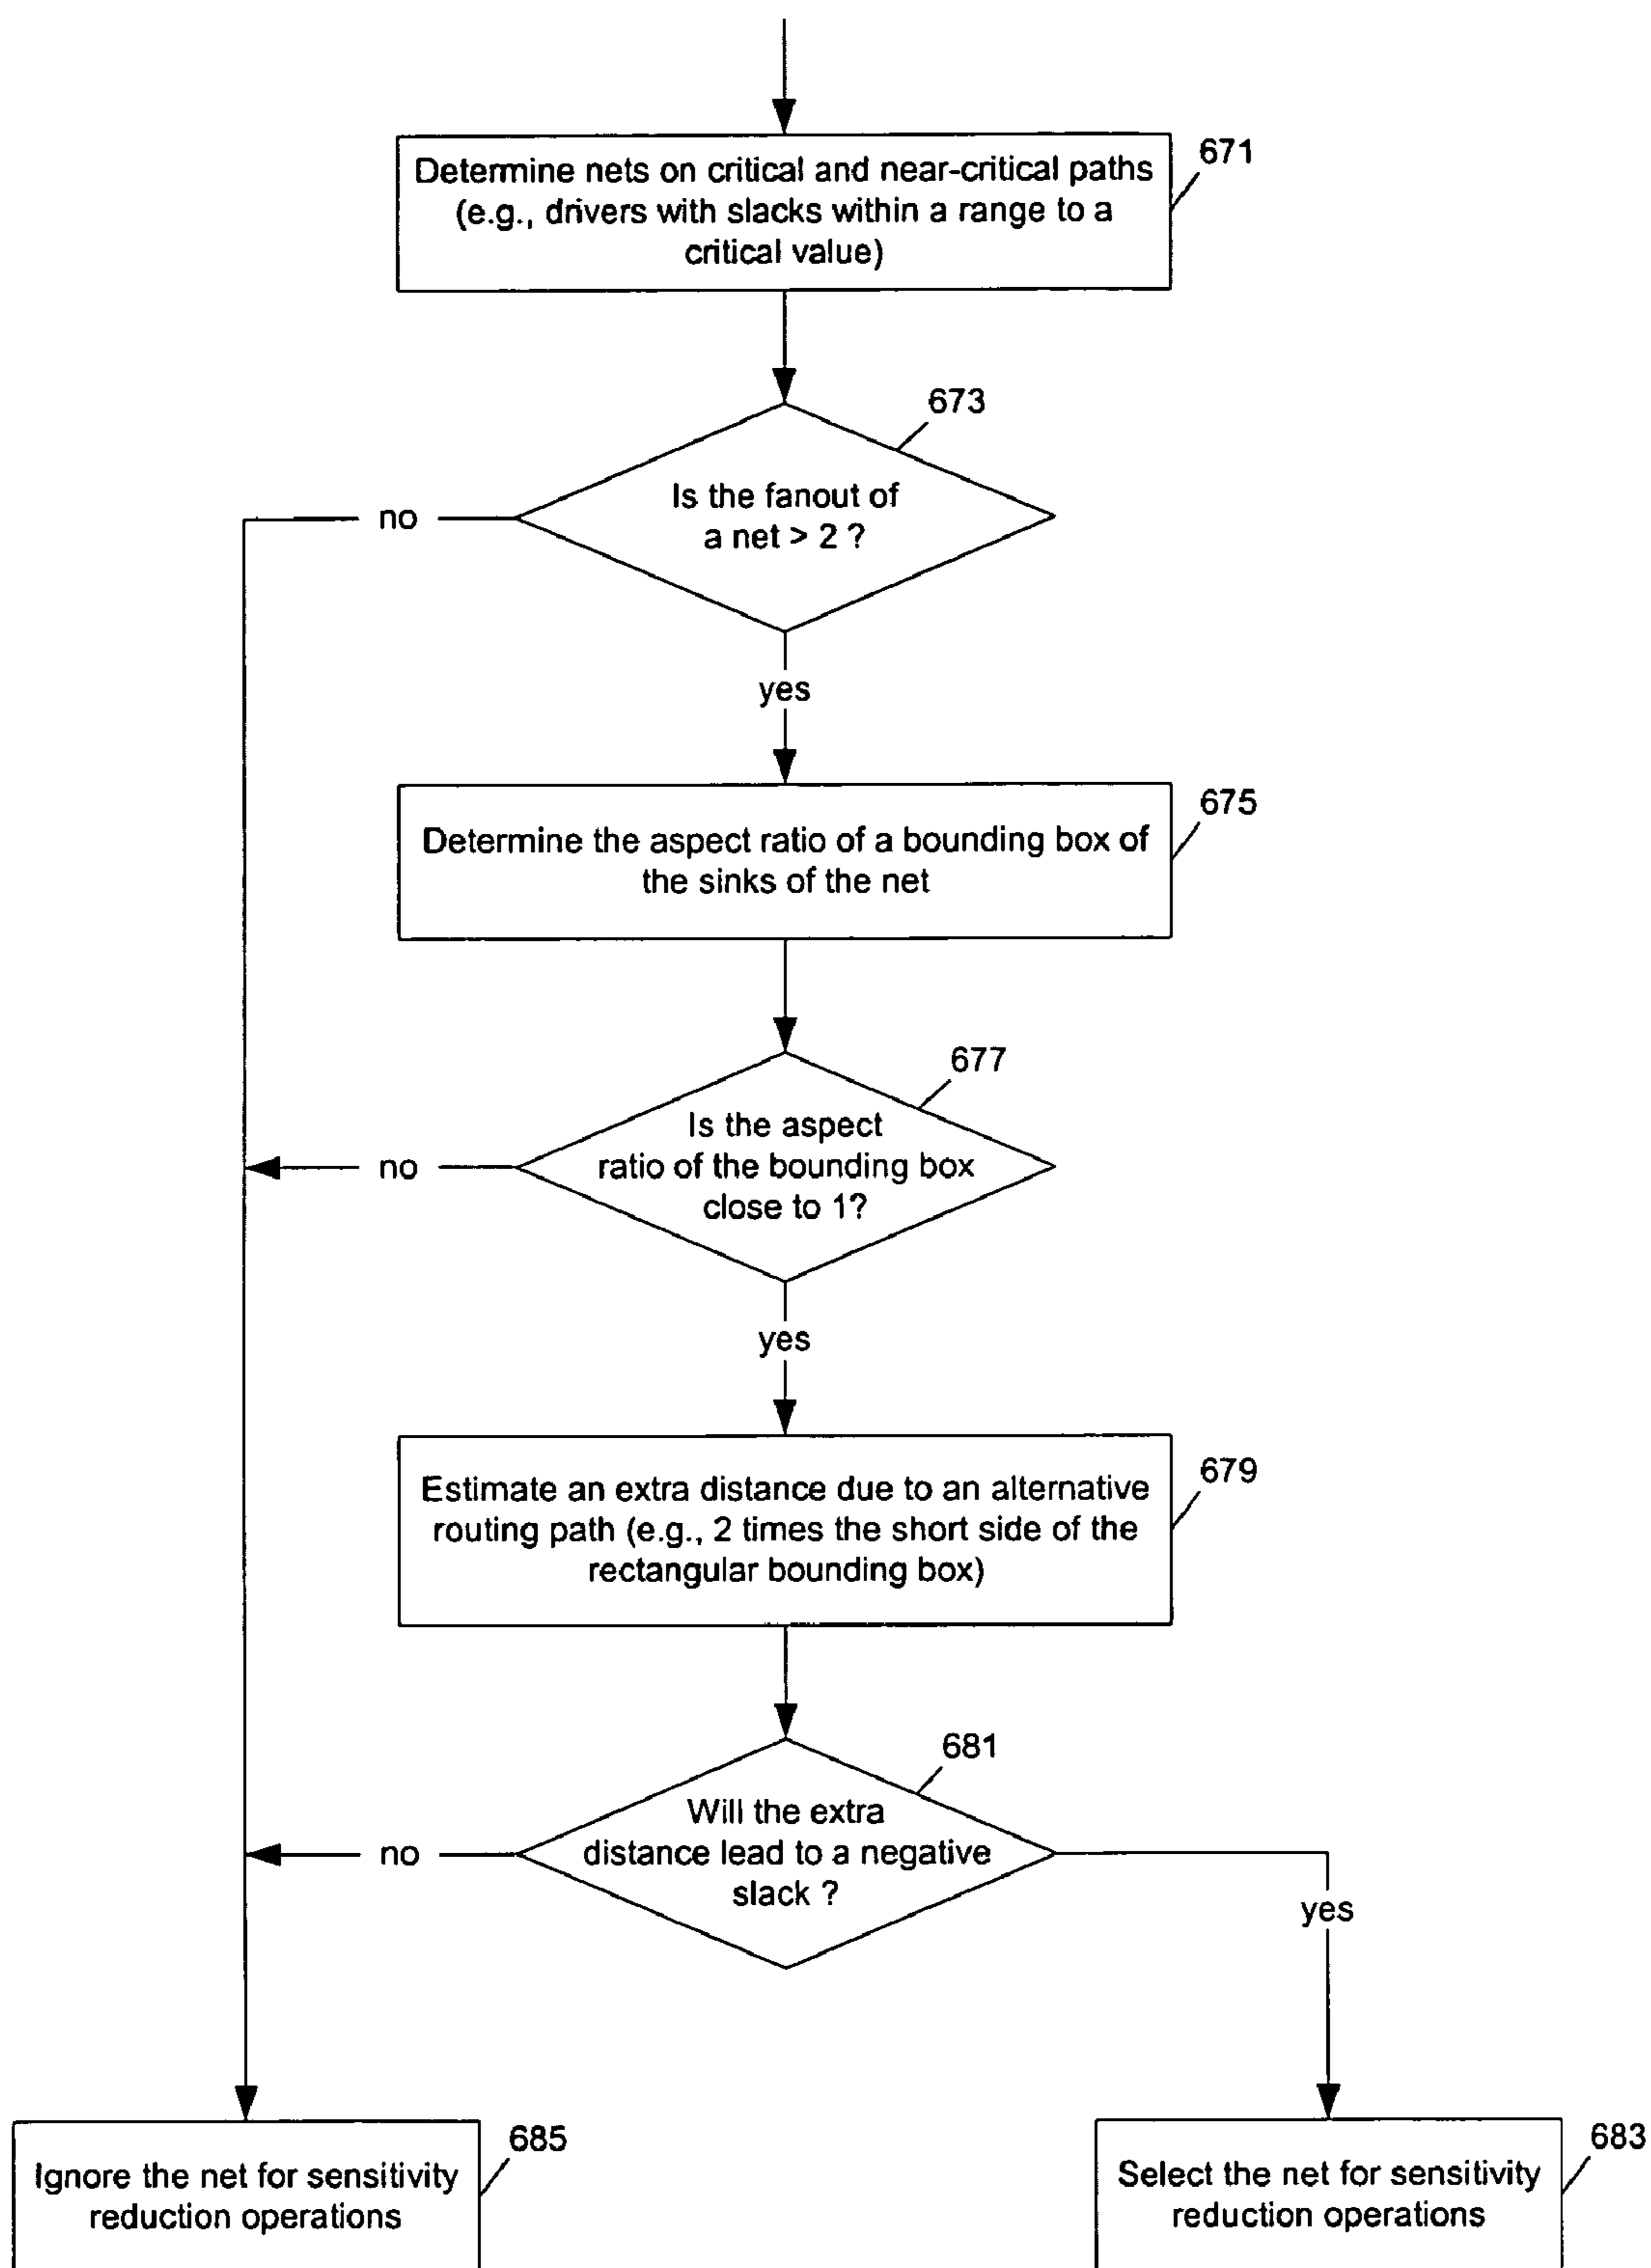 Determine nets on critical and near-critical paths
(e.g., drivers with slacks within a range to a
critical value)
671
673
Is the fanout of
a net > 2 ?
no
yes
675
Determine the aspect ratio of a bounding box of
the sinks of the net
677
Is the aspect
ratio of the bounding box
close to 1?
no
yes
679
Estimate an extra distance due to an alternative
routing path (e.g., 2 times the short side of the
rectangular bounding box)
681
Will the extra
distance lead to a negative
slack ?
no
yes
685
Ignore the net for sensitivity
reduction operations
683
Select the net for sensitivity
reduction operations